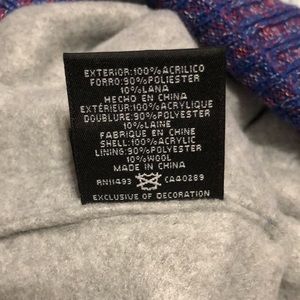 EXTERIOR:100%ACRILICO
FORRO:90%POLIESTER
10%LANA
HECHO EN CHINA
EXTÉRIEUR:100%ACRYLIQUE
DOUBLURE:90%POLYESTER
10%LAINE
FABRIQUE EN CHINE
SHELL:100%ACRYLIC
LINING:90%POLYESTER
10%WOOL
MADE IN CHINA
RN11493 CA40289
EXCLUSIVE OF DECORATION